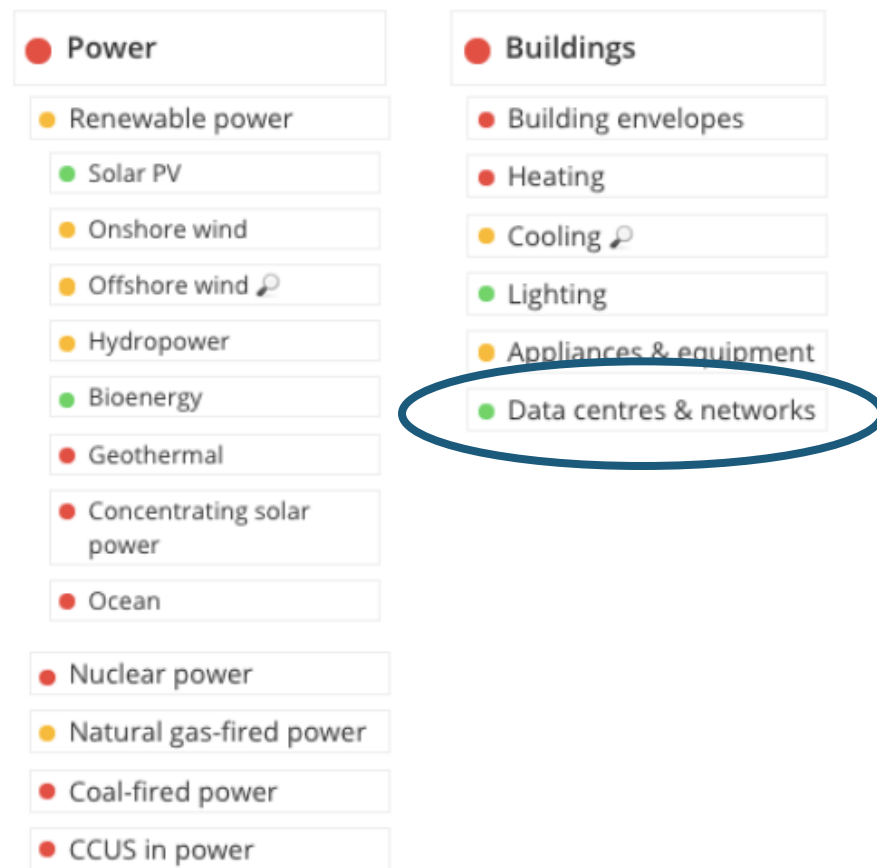 Power
Renewable power
Solar PV
Onshore wind
Offshore wind
Hydropower
Bioenergy
Geothermal
Concentrating solar
power
Ocean
Nuclear power
Natural gas-fired power
Coal-fired power
CCUS in power
Buildings
Building envelopes
Heating
Cooling
Lighting
Appliances & equipment
Data centres & networks